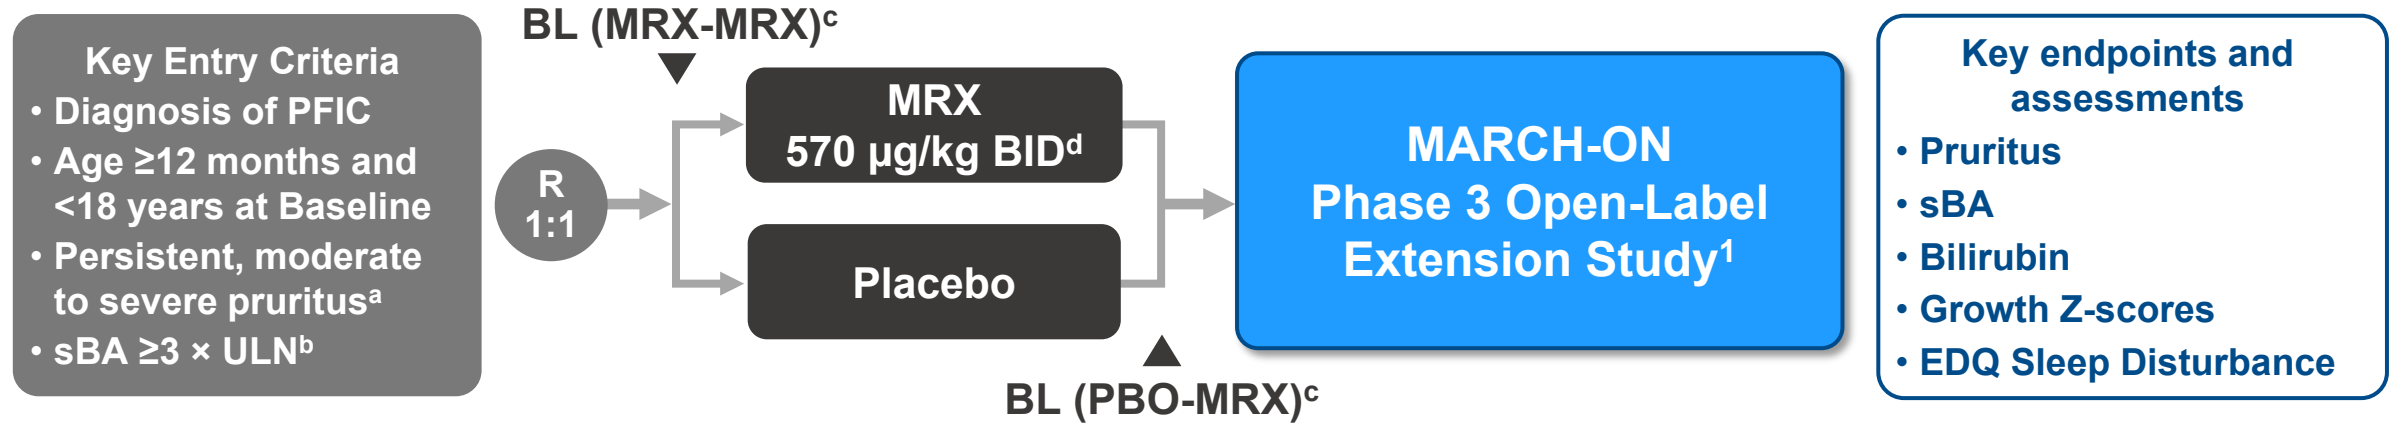 Key Entry Criteria
• Diagnosis of PFIC
• Age ≥12 months and
<18 years at Baseline
• Persistent, moderate
to severe pruritusᵃ
• sBA ≥3 × ULNᵇ
BL (MRX-MRX)ᶜ
R
1:1
MRX
570 µg/kg BIDᵈ
Placebo
BL (PBO-MRX)ᶜ
MARCH-ON
Phase 3 Open-Label
Extension Study¹
Key endpoints and
assessments
• Pruritus
• sBA
• Bilirubin
• Growth Z-scores
• EDQ Sleep Disturbance